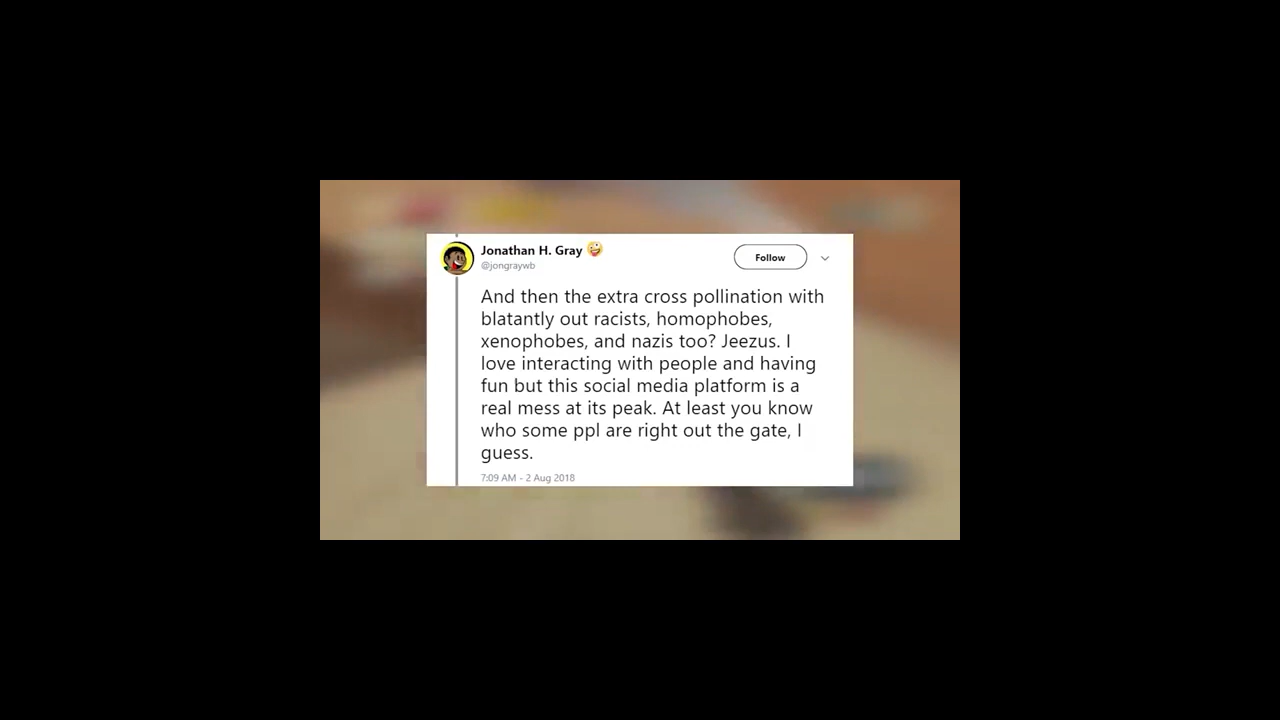 Jonathan H. Gray 🤪
@jongraywb
Follow
And then the extra cross pollination with
blatantly out racists, homophobes,
xenophobes, and nazis too? Jeezus. I
love interacting with people and having
fun but this social media platform is a
real mess at its peak. At least you know
who some ppl are right out the gate, I
guess.
7:09 AM - 2 Aug 2018